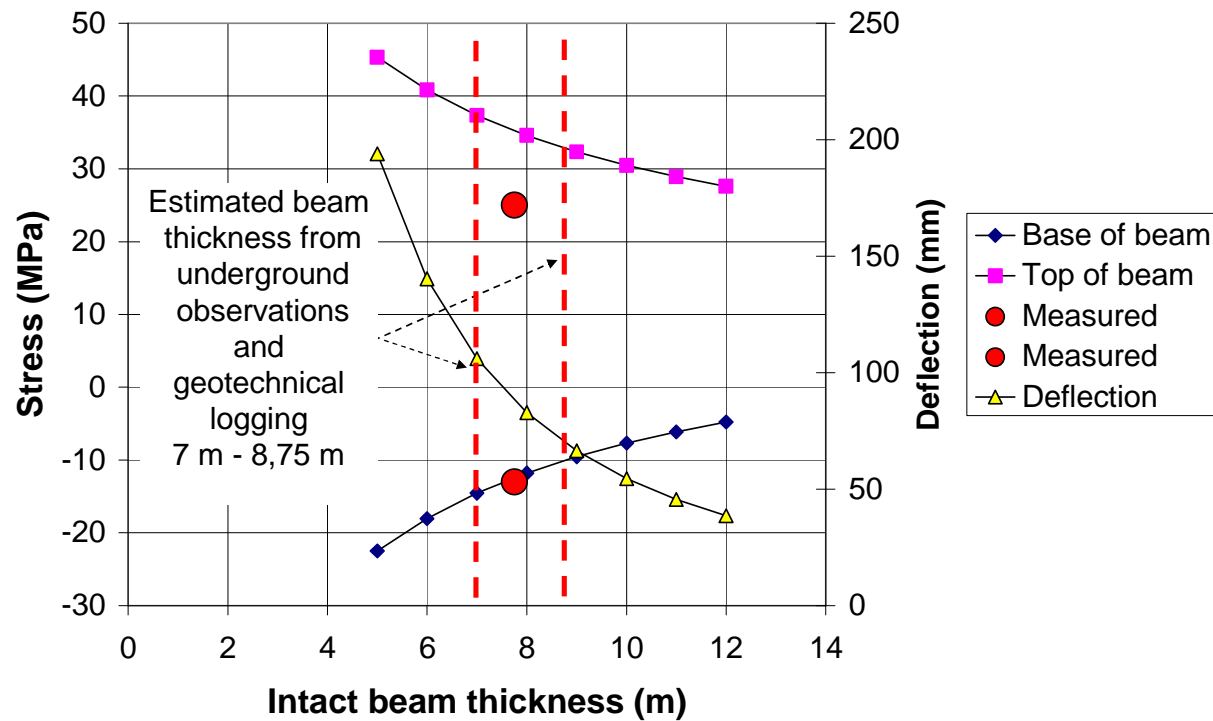 50
40
30
20
10
0
-10
-20
-30
Stress (MPa)
250
200
150
100
50
0
Deflection (mm)
0 2 4 6 8 10 12 14
Intact beam thickness (m)
Estimated beam
thickness from
underground
observations
and
geotechnical
logging
7 m - 8,75 m
Base of beam
Top of beam
Measured
Measured
Deflection